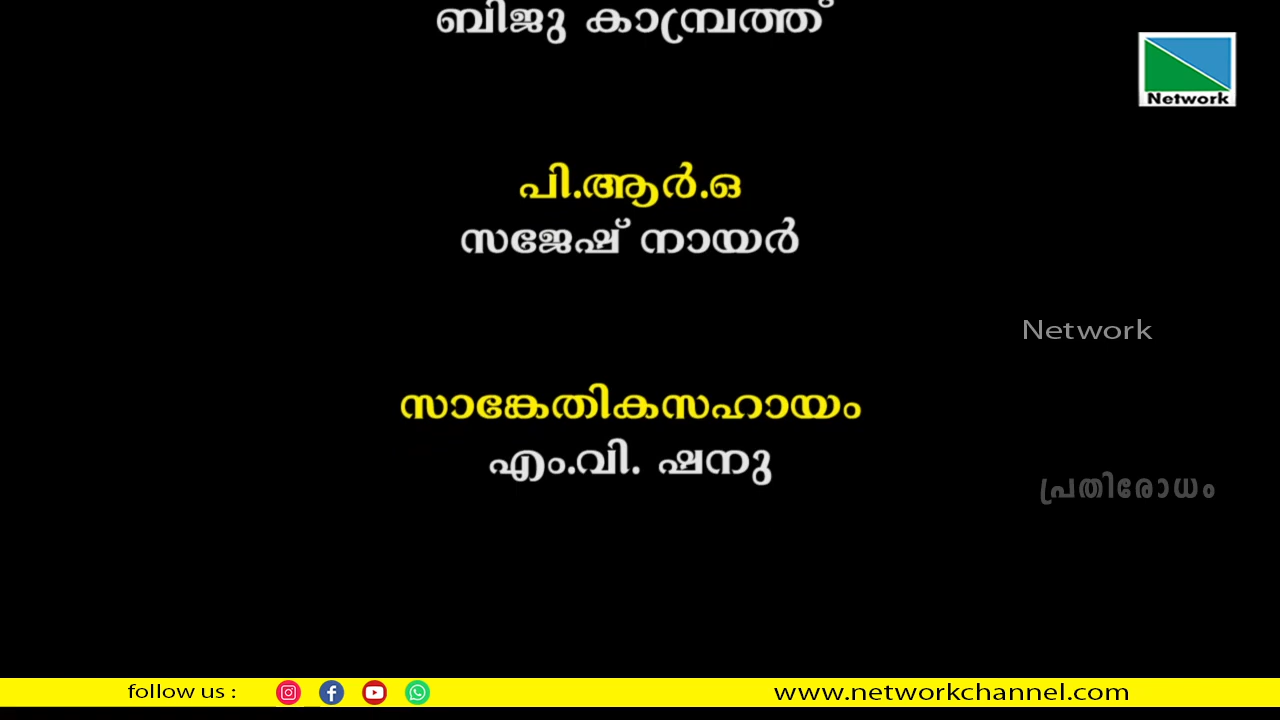 ബിജു കാമ്പ്രത്ത്
Network
പി.ആർ.ഒ
സജേഷ് നായർ
Network
സാങ്കേതികസഹായം
എം.വി. ഷനു
പ്രതിരോധം
follow us :
www.networkchannel.com